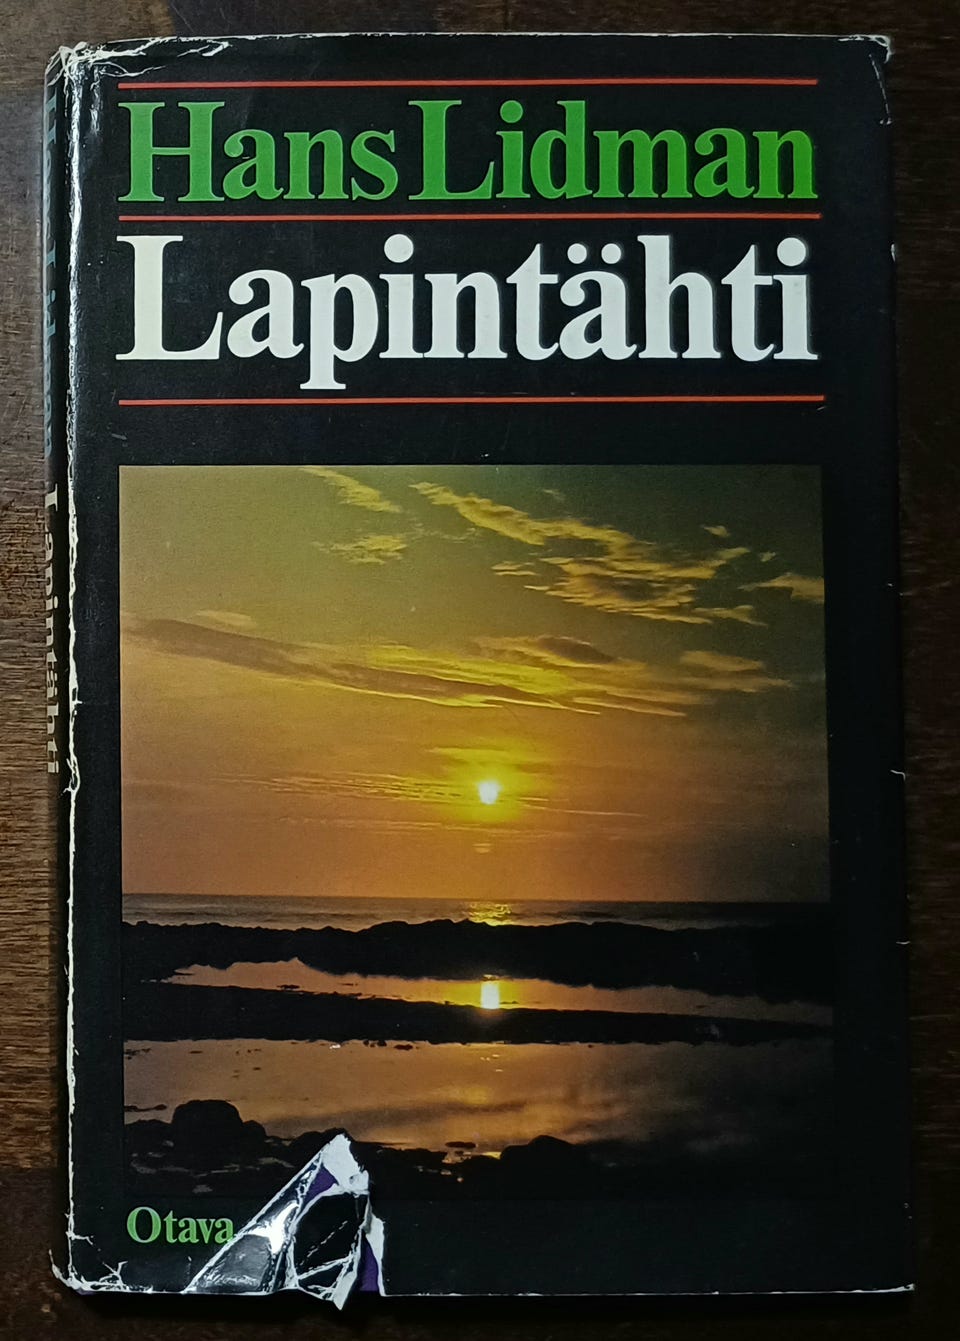 Hans Lidman
Lapintähti
Otava
Hans Lidman Lapintähti